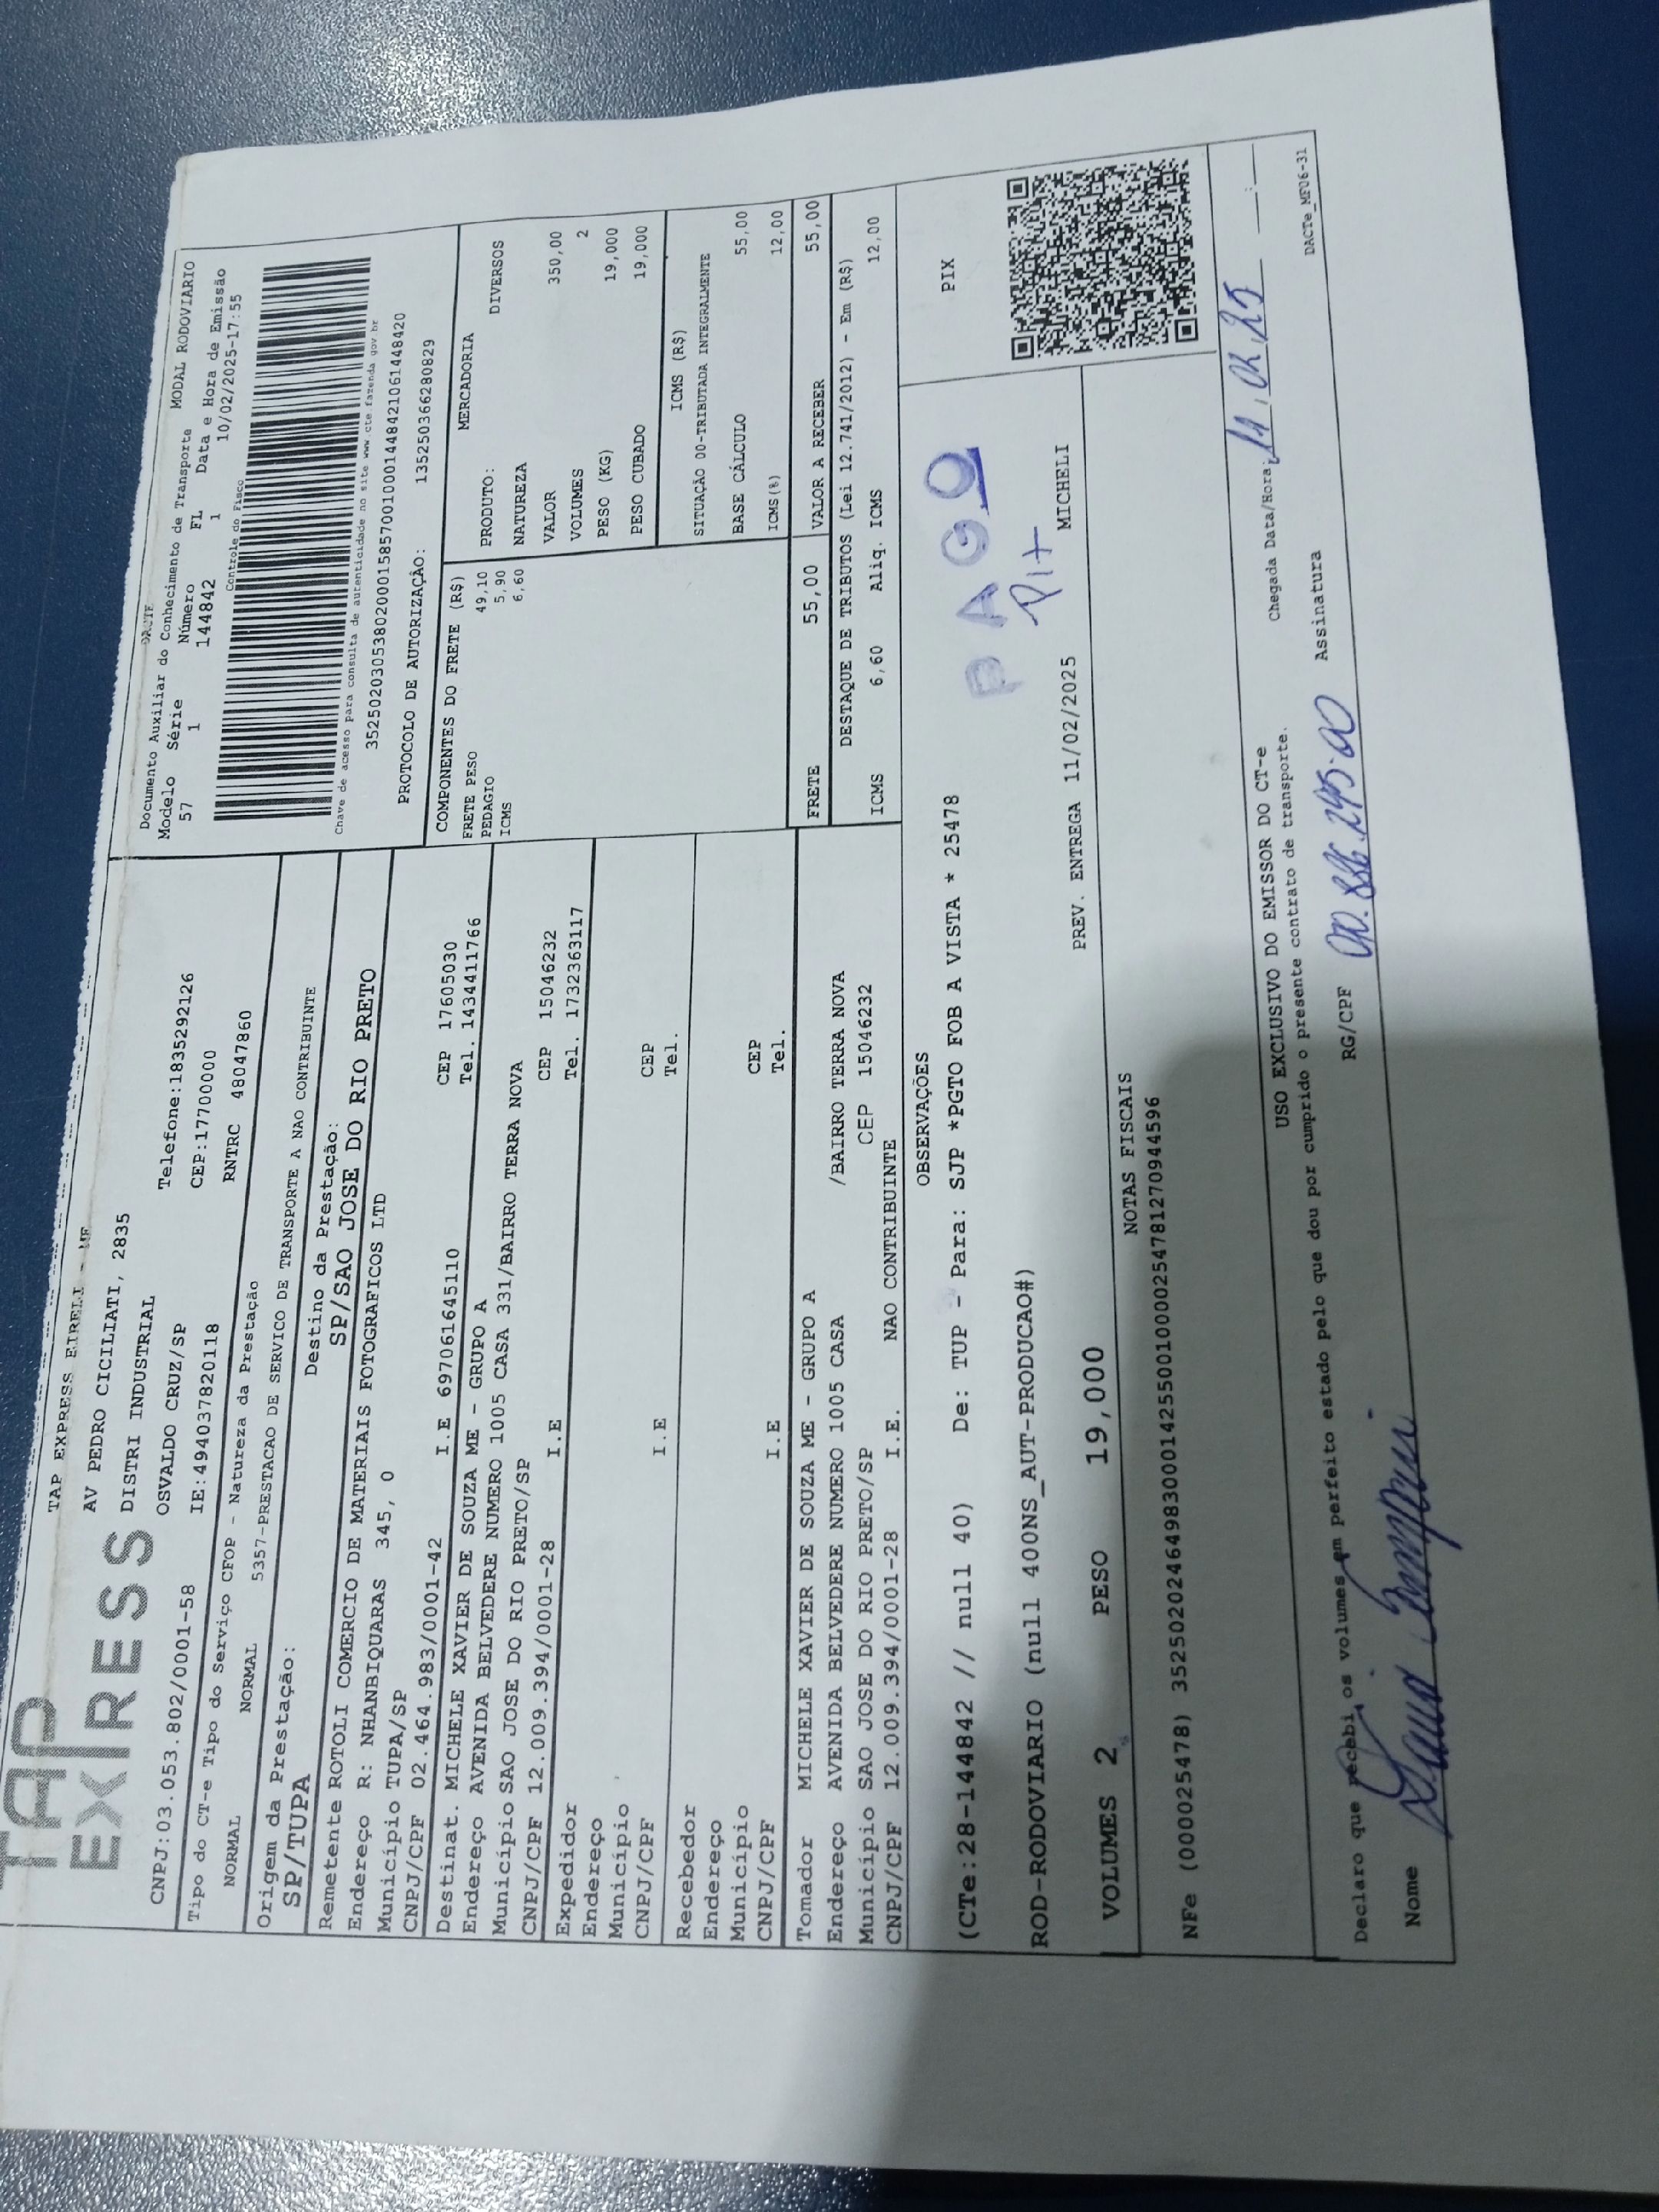 TAP
EXPRESS
TAP EXPRESS EIRELI - ME
AV PEDRO CICILIATI, 2835
DISTRI INDUSTRIAL
OSVALDO CRUZ/SP Telefone:1835292126
CNPJ:03.053.802/0001-58 IE:494037820118 CEP:17700000
Tipo do CT-e Tipo do Serviço CFOP - Natureza da Prestação RNTRC 48047860
NORMAL NORMAL 5357-PRESTACAO DE SERVICO DE TRANSPORTE A NAO CONTRIBUINTE
Origem da Prestação: Destino da Prestação:
SP/TUPA SP/SAO JOSE DO RIO PRETO
DACTE
Documento Auxiliar do Conhecimento de Transporte MODAL RODOVIARIO
Modelo Série Número FL Data e Hora de Emissão
57 1 144842 1 10/02/2025-17:55
Controle do Fisco
Chave de acesso para consulta de autenticidade no site www.cte.fazenda.gov.br
35250203053802000158570010001448421061448420
PROTOCOLO DE AUTORIZAÇÃO: 135250366280829
Remetente ROTOLI COMERCIO DE MATERIAIS FOTOGRAFICOS LTD
Endereço R: NHANBIQUARAS 345, 0
Município TUPA/SP CEP 17605030
CNPJ/CPF 02.464.983/0001-42 I.E 697061645110 Tel. 1434411766
Destinat. MICHELE XAVIER DE SOUZA ME - GRUPO A
Endereço AVENIDA BELVEDERE NUMERO 1005 CASA 331/BAIRRO TERRA NOVA
Município SAO JOSE DO RIO PRETO/SP CEP 15046232
CNPJ/CPF 12.009.394/0001-28 I.E Tel. 1732363117
Expedidor
Endereço
Município CEP
CNPJ/CPF I.E Tel.
Recebedor
Endereço
Município CEP
CNPJ/CPF I.E Tel.
Tomador MICHELE XAVIER DE SOUZA ME - GRUPO A
Endereço AVENIDA BELVEDERE NUMERO 1005 CASA /BAIRRO TERRA NOVA
Município SAO JOSE DO RIO PRETO/SP CEP 15046232
CNPJ/CPF 12.009.394/0001-28 I.E. NAO CONTRIBUINTE
COMPONENTES DO FRETE (R$)
FRETE PESO 49,10
PEDAGIO 5,90
ICMS 6,60
MERCADORIA
PRODUTO: DIVERSOS
NATUREZA
VALOR 350,00
VOLUMES 2
PESO (KG) 19,000
PESO CUBADO 19,000
ICMS (R$)
SITUAÇÃO 00-TRIBUTADA INTEGRALMENTE
BASE CÁLCULO 55,00
ICMS(%) 12,00
FRETE 55,00 VALOR A RECEBER 55,00
DESTAQUE DE TRIBUTOS (Lei 12.741/2012) - Em (R$)
ICMS 6,60 Aliq. ICMS 12,00
OBSERVAÇÕES
(CTe:28-144842 // null 40) De: TUP - Para: SJP *PGTO FOB A VISTA * 25478
PIX
PAGO
ROD-RODOVIARIO (null 400NS_AUT-PRODUCAO#)
PREV. ENTREGA 11/02/2025 MICHELI
VOLUMES 2 PESO 19,000
NOTAS FISCAIS
NFe (000025478) 35250202464983000142550010000254781270944596
USO EXCLUSIVO DO EMISSOR DO CT-e Chegada Data/Hora: 11,02,25 :
Declaro que recebi os volumes em perfeito estado pelo que dou por cumprido o presente contrato de transporte.
Nome RG/CPF Assinatura
DACTe_MF06-31